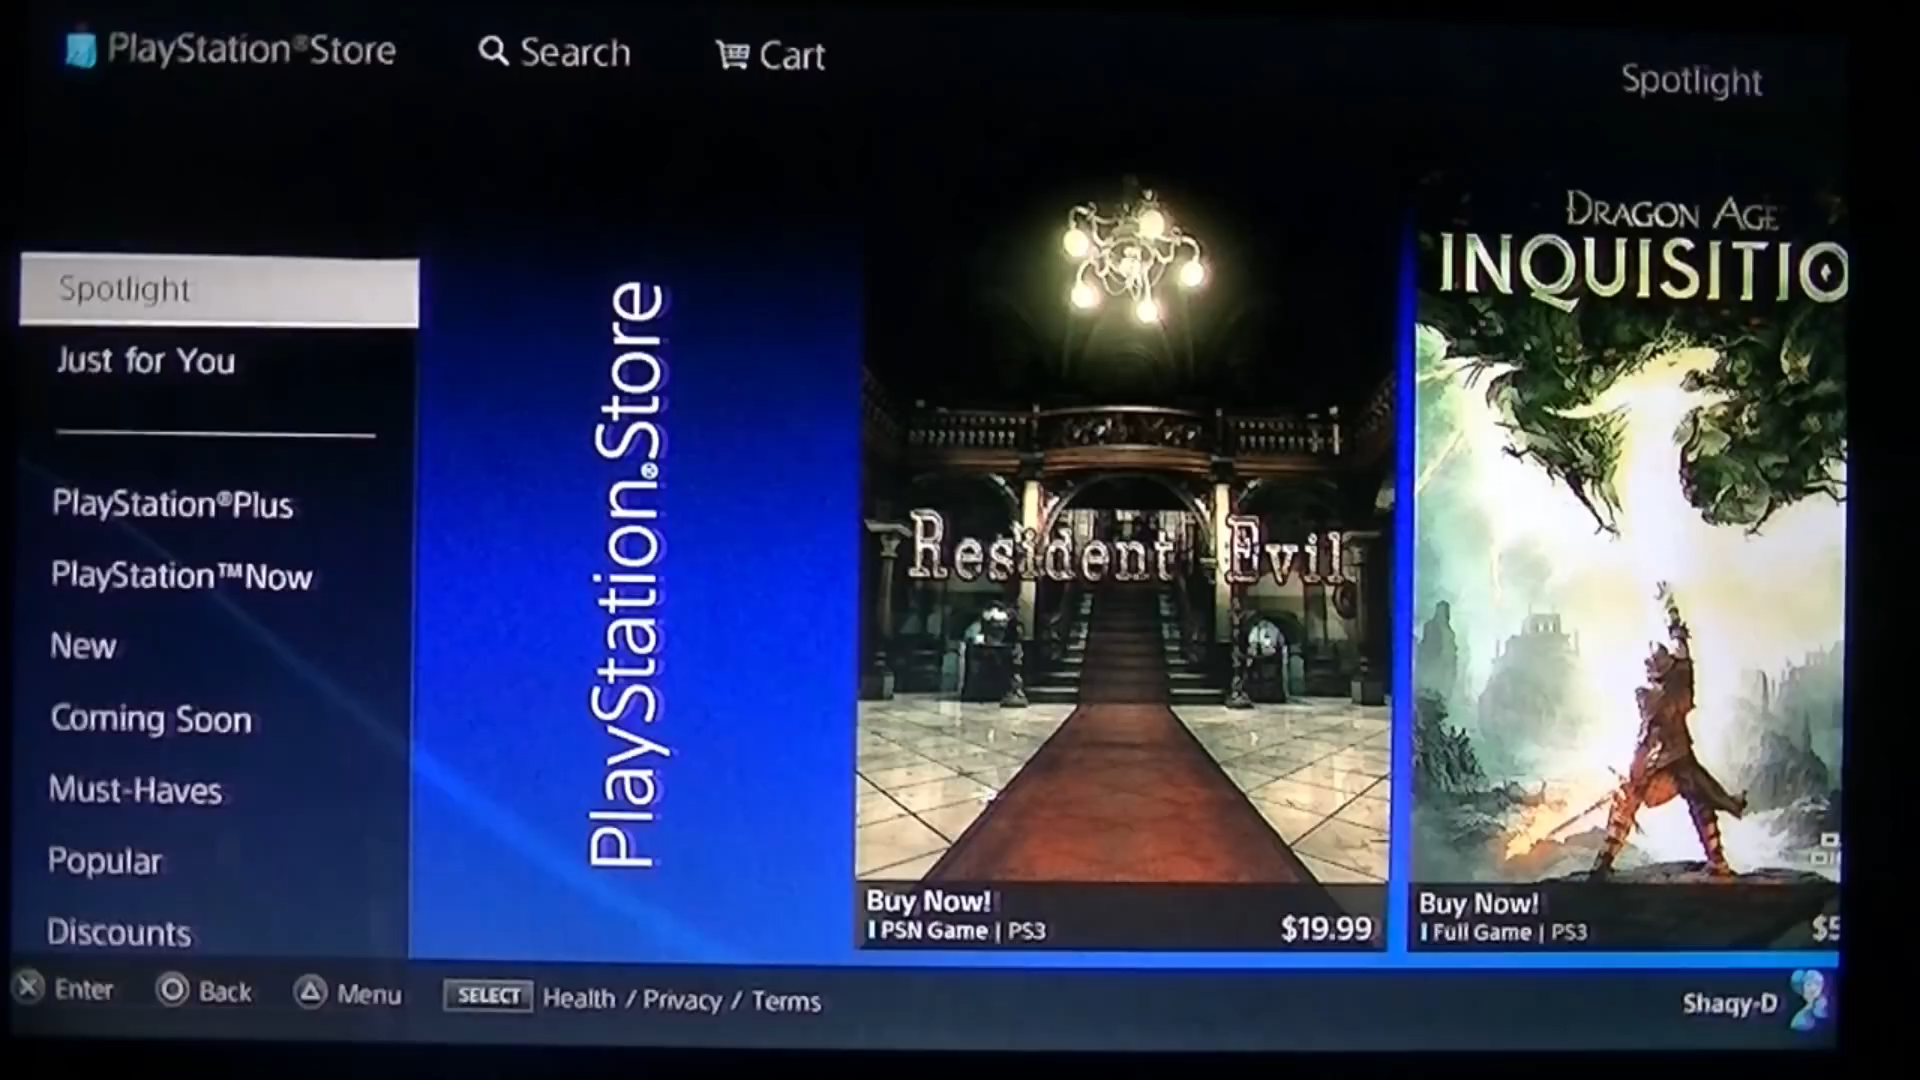 PlayStation®Store
Search
Cart
Spotlight
Spotlight
Just for You
PlayStation®Plus
PlayStation™Now
New
Coming Soon
Must-Haves
Popular
Discounts
PlayStation®Store
Resident Evil
Buy Now!
PSN Game | PS3
$19.99
DRAGON AGE
INQUISITIO
Buy Now!
Full Game | PS3
$5
Enter
Back
Menu
SELECT Health / Privacy / Terms
Shaqy-D